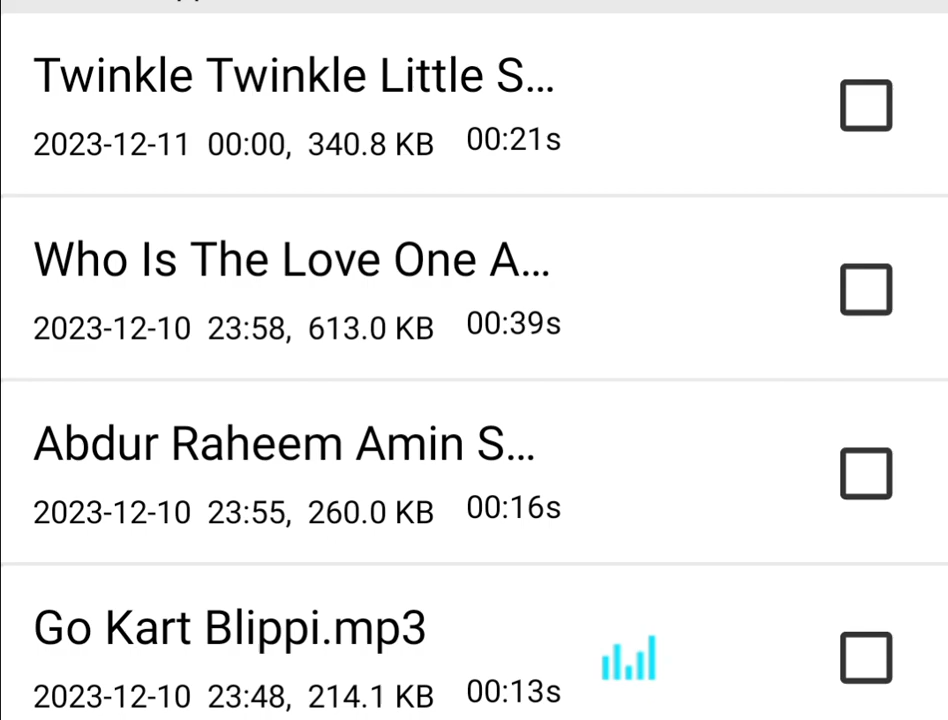 Twinkle Twinkle Little S...
2023-12-11 00:00, 340.8 KB 00:21s
Who Is The Love One A...
2023-12-10 23:58, 613.0 KB 00:39s
Abdur Raheem Amin S...
2023-12-10 23:55, 260.0 KB 00:16s
Go Kart Blippi.mp3
2023-12-10 23:48, 214.1 KB 00:13s